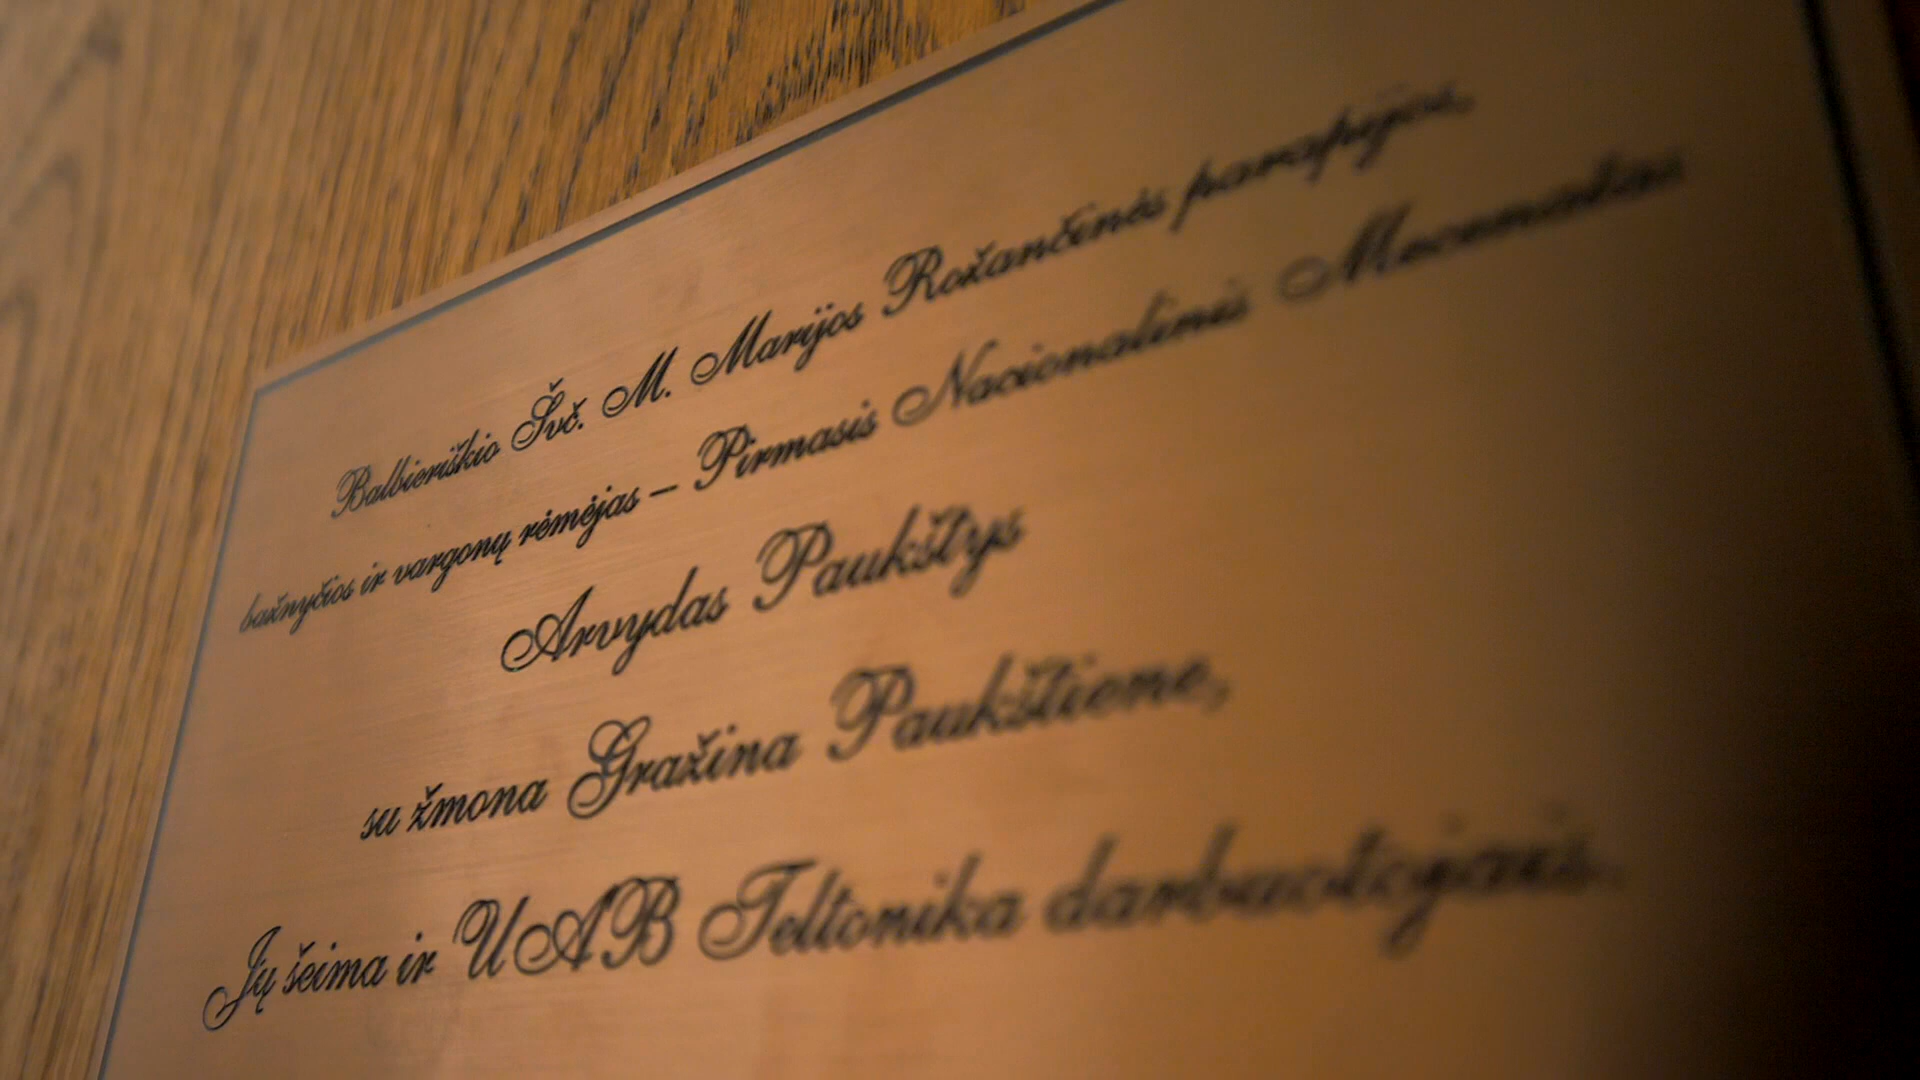 Balbieriškio Švč. M. Marijos Rožančinės parapijos,
bažnyčios ir vargonų rėmėjas – Pirmasis Nacionalinis Mecenatas
Arvydas Paukštys
su žmona Gražina Paukštiene,
Jų šeima ir UAB Teltonika darbuotojais.